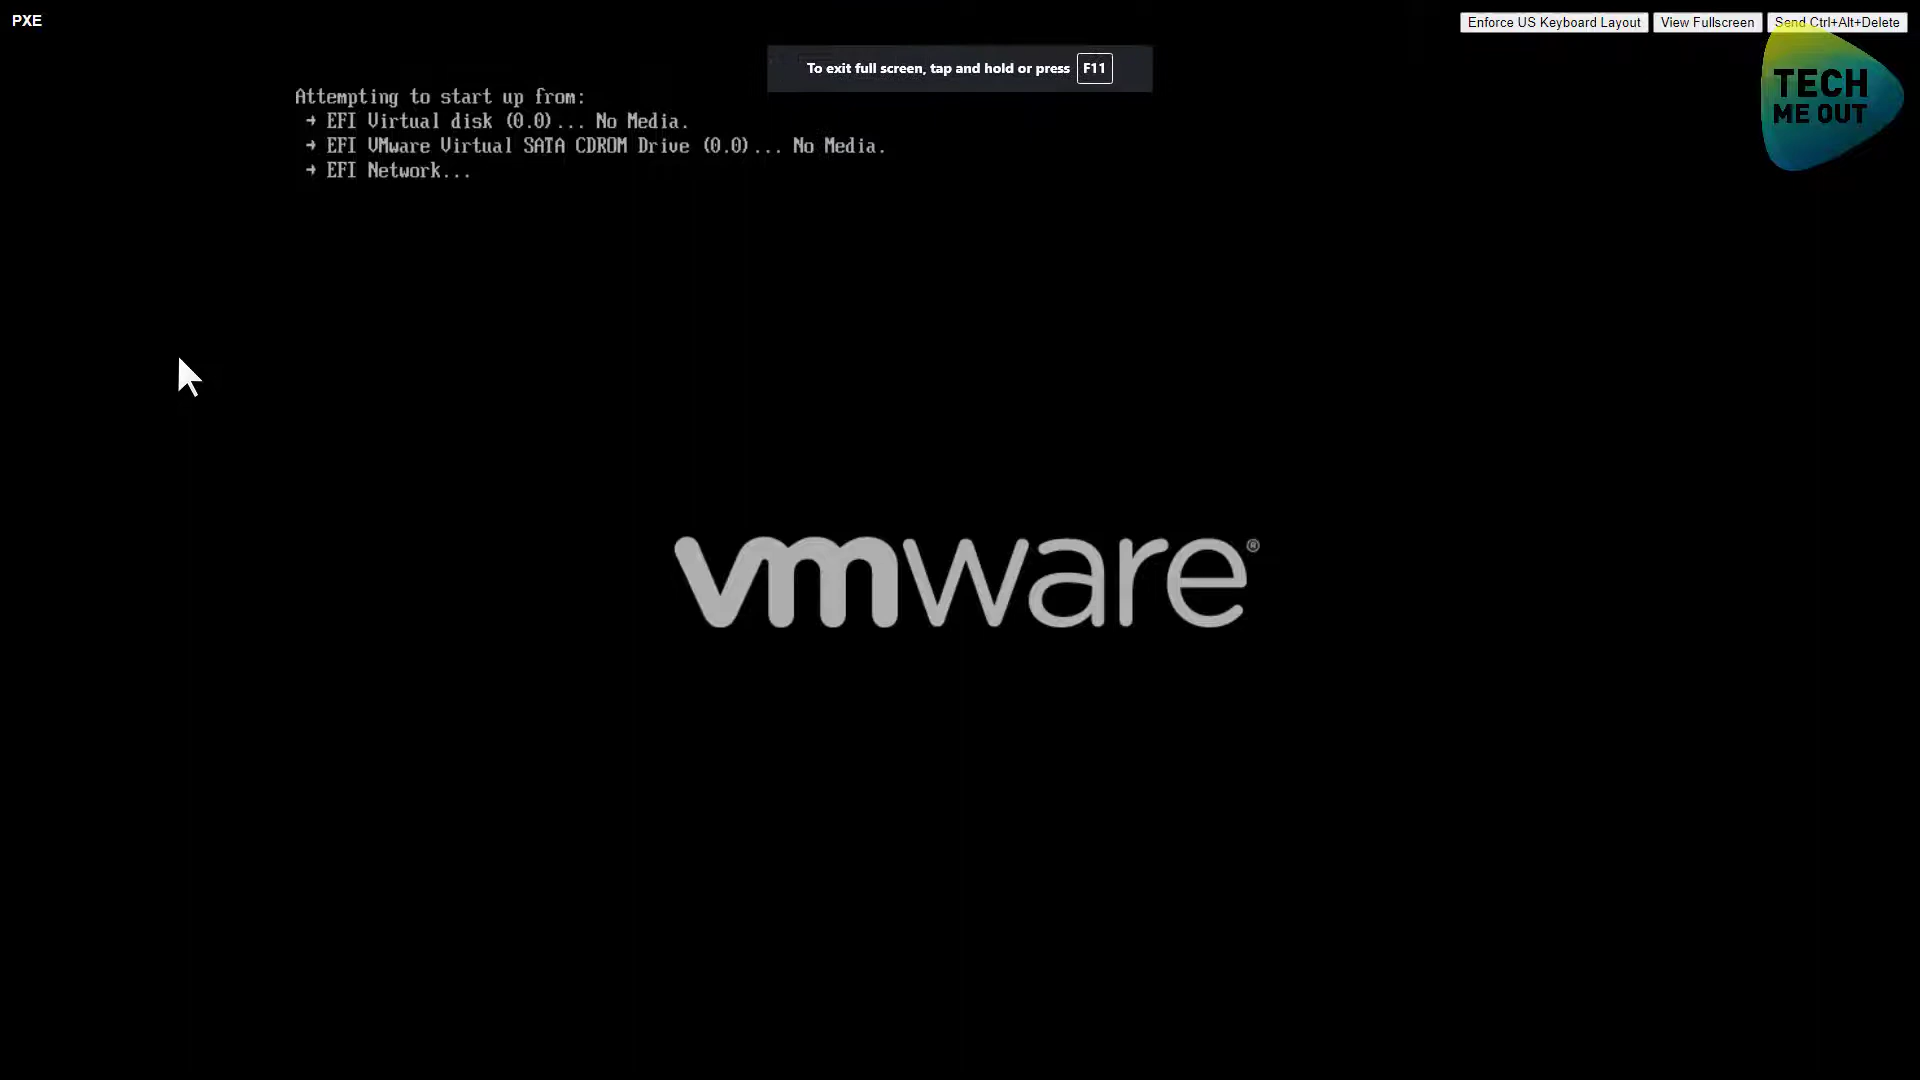 PXE
Enforce US Keyboard Layout View Fullscreen Send Ctrl+Alt+Delete
To exit full screen, tap and hold or press F11
TECH
ME OUT
Attempting to start up from:
→ EFI Virtual disk (0.0)... No Media.
→ EFI VMware Virtual SATA CDROM Drive (0.0)... No Media.
→ EFI Network...
vmware®